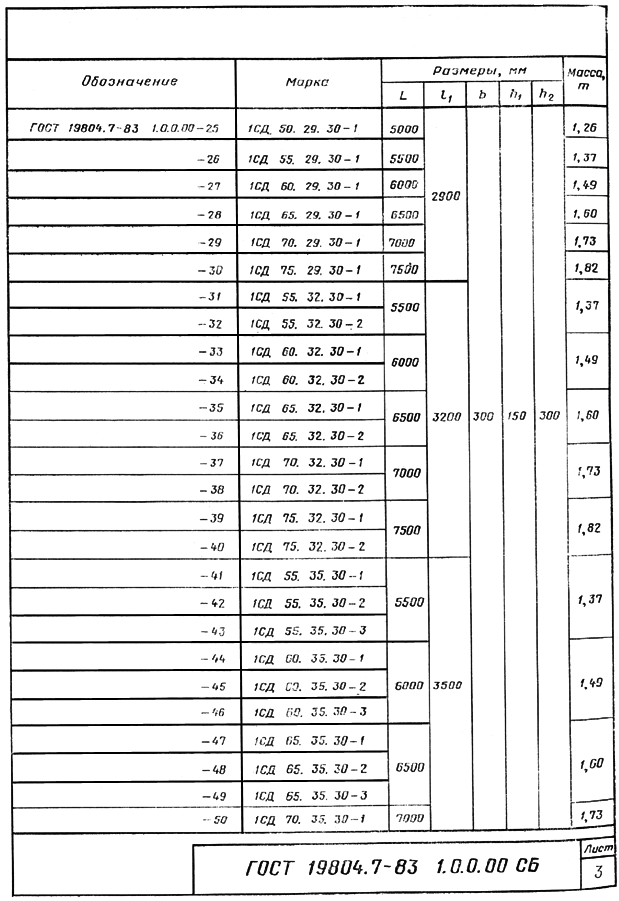 Обозначение Марка Размеры, мм Масса, т
L l₁ b h₁ h₂
ГОСТ 19804.7-83 1.0.0.00-25 1СД 50. 29. 30-1 5000 2900 300 150 300 1,26
-26 1СД 55. 29. 30-1 5500 1,37
-27 1СД 60. 29. 30-1 6000 1,49
-28 1СД 65. 29. 30-1 6500 1,60
-29 1СД 70. 29. 30-1 7000 1,73
-30 1СД 75. 29. 30-1 7500 1,82
-31 1СД 55. 32. 30-1 5500 3200 1,37
-32 1СД 55. 32. 30-2
-33 1СД 60. 32. 30-1 6000 1,49
-34 1СД 60. 32. 30-2
-35 1СД 65. 32. 30-1 6500 1,60
-36 1СД 65. 32. 30-2
-37 1СД 70. 32. 30-1 7000 1,73
-38 1СД 70. 32. 30-2
-39 1СД 75. 32. 30-1 7500 1,82
-40 1СД 75. 32. 30-2
-41 1СД 55. 35. 30-1 5500 3500 1,37
-42 1СД 55. 35. 30-2
-43 1СД 55. 35. 30-3
-44 1СД 60. 35. 30-1 6000 1,49
-45 1СД 60. 35. 30-2
-46 1СД 60. 35. 30-3
-47 1СД 65. 35. 30-1 6500 1,60
-48 1СД 65. 35. 30-2
-49 1СД 65. 35. 30-3
-50 1СД 70. 35. 30-1 7000 1,73
ГОСТ 19804.7-83 1.0.0.00 СБ
Лист
3